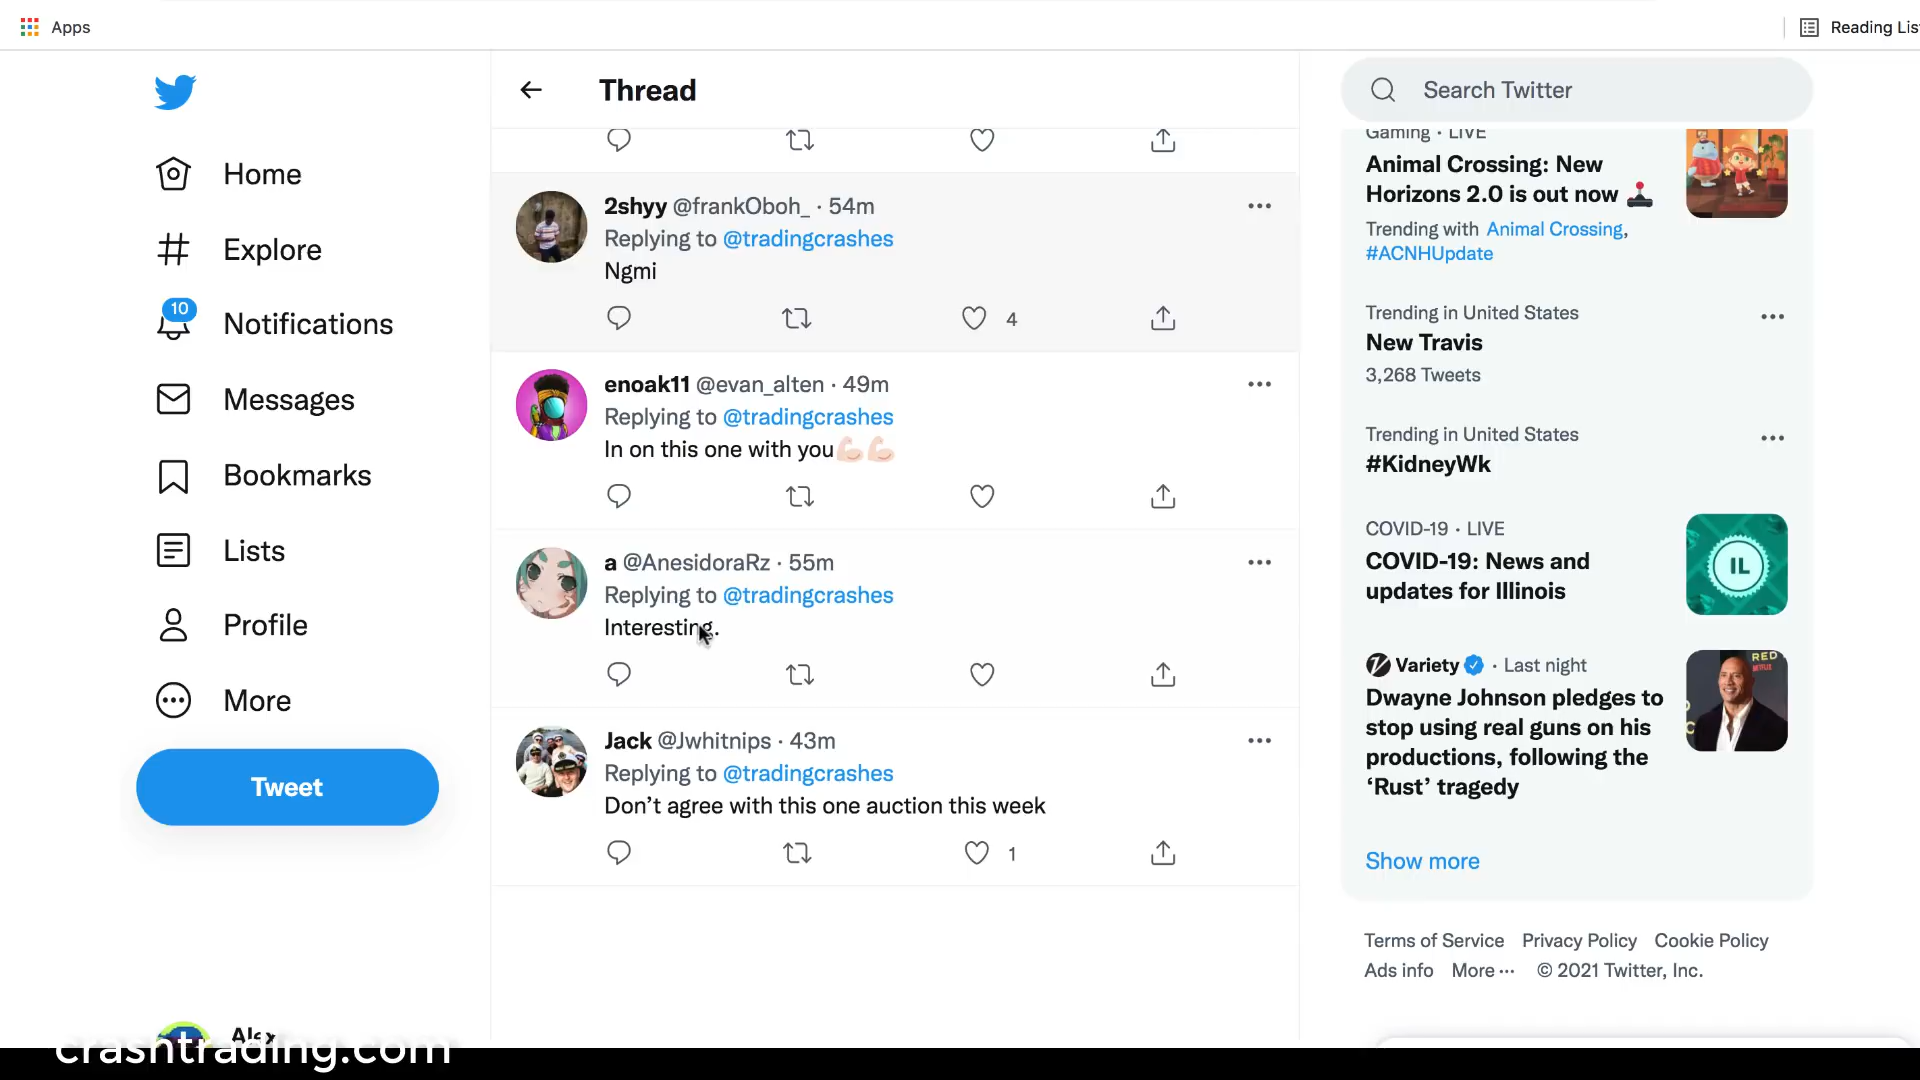 Apps
Reading Lis
Thread
Search Twitter
Home
Explore
10
Notifications
Messages
Bookmarks
Lists
Profile
More
Tweet
Alex
2shyy @frankOboh_ · 54m
Replying to @tradingcrashes
Ngmi
4
enoak11 @evan_alten · 49m
Replying to @tradingcrashes
In on this one with you💪🏻💪🏻
a @AnesidoraRz · 55m
Replying to @tradingcrashes
Interesting.
Jack @Jwhitnips · 43m
Replying to @tradingcrashes
Don’t agree with this one auction this week
1
Gaming · LIVE
Animal Crossing: New
Horizons 2.0 is out now 🕹️
Trending with Animal Crossing,
#ACNHUpdate
Trending in United States
New Travis
3,268 Tweets
Trending in United States
#KidneyWk
COVID-19 · LIVE
COVID-19: News and
updates for Illinois
IL
Variety · Last night
Dwayne Johnson pledges to
stop using real guns on his
productions, following the
‘Rust’ tragedy
RED
NETFLIX
Show more
Terms of Service Privacy Policy Cookie Policy
Ads info More ··· © 2021 Twitter, Inc.
crashtrading.com